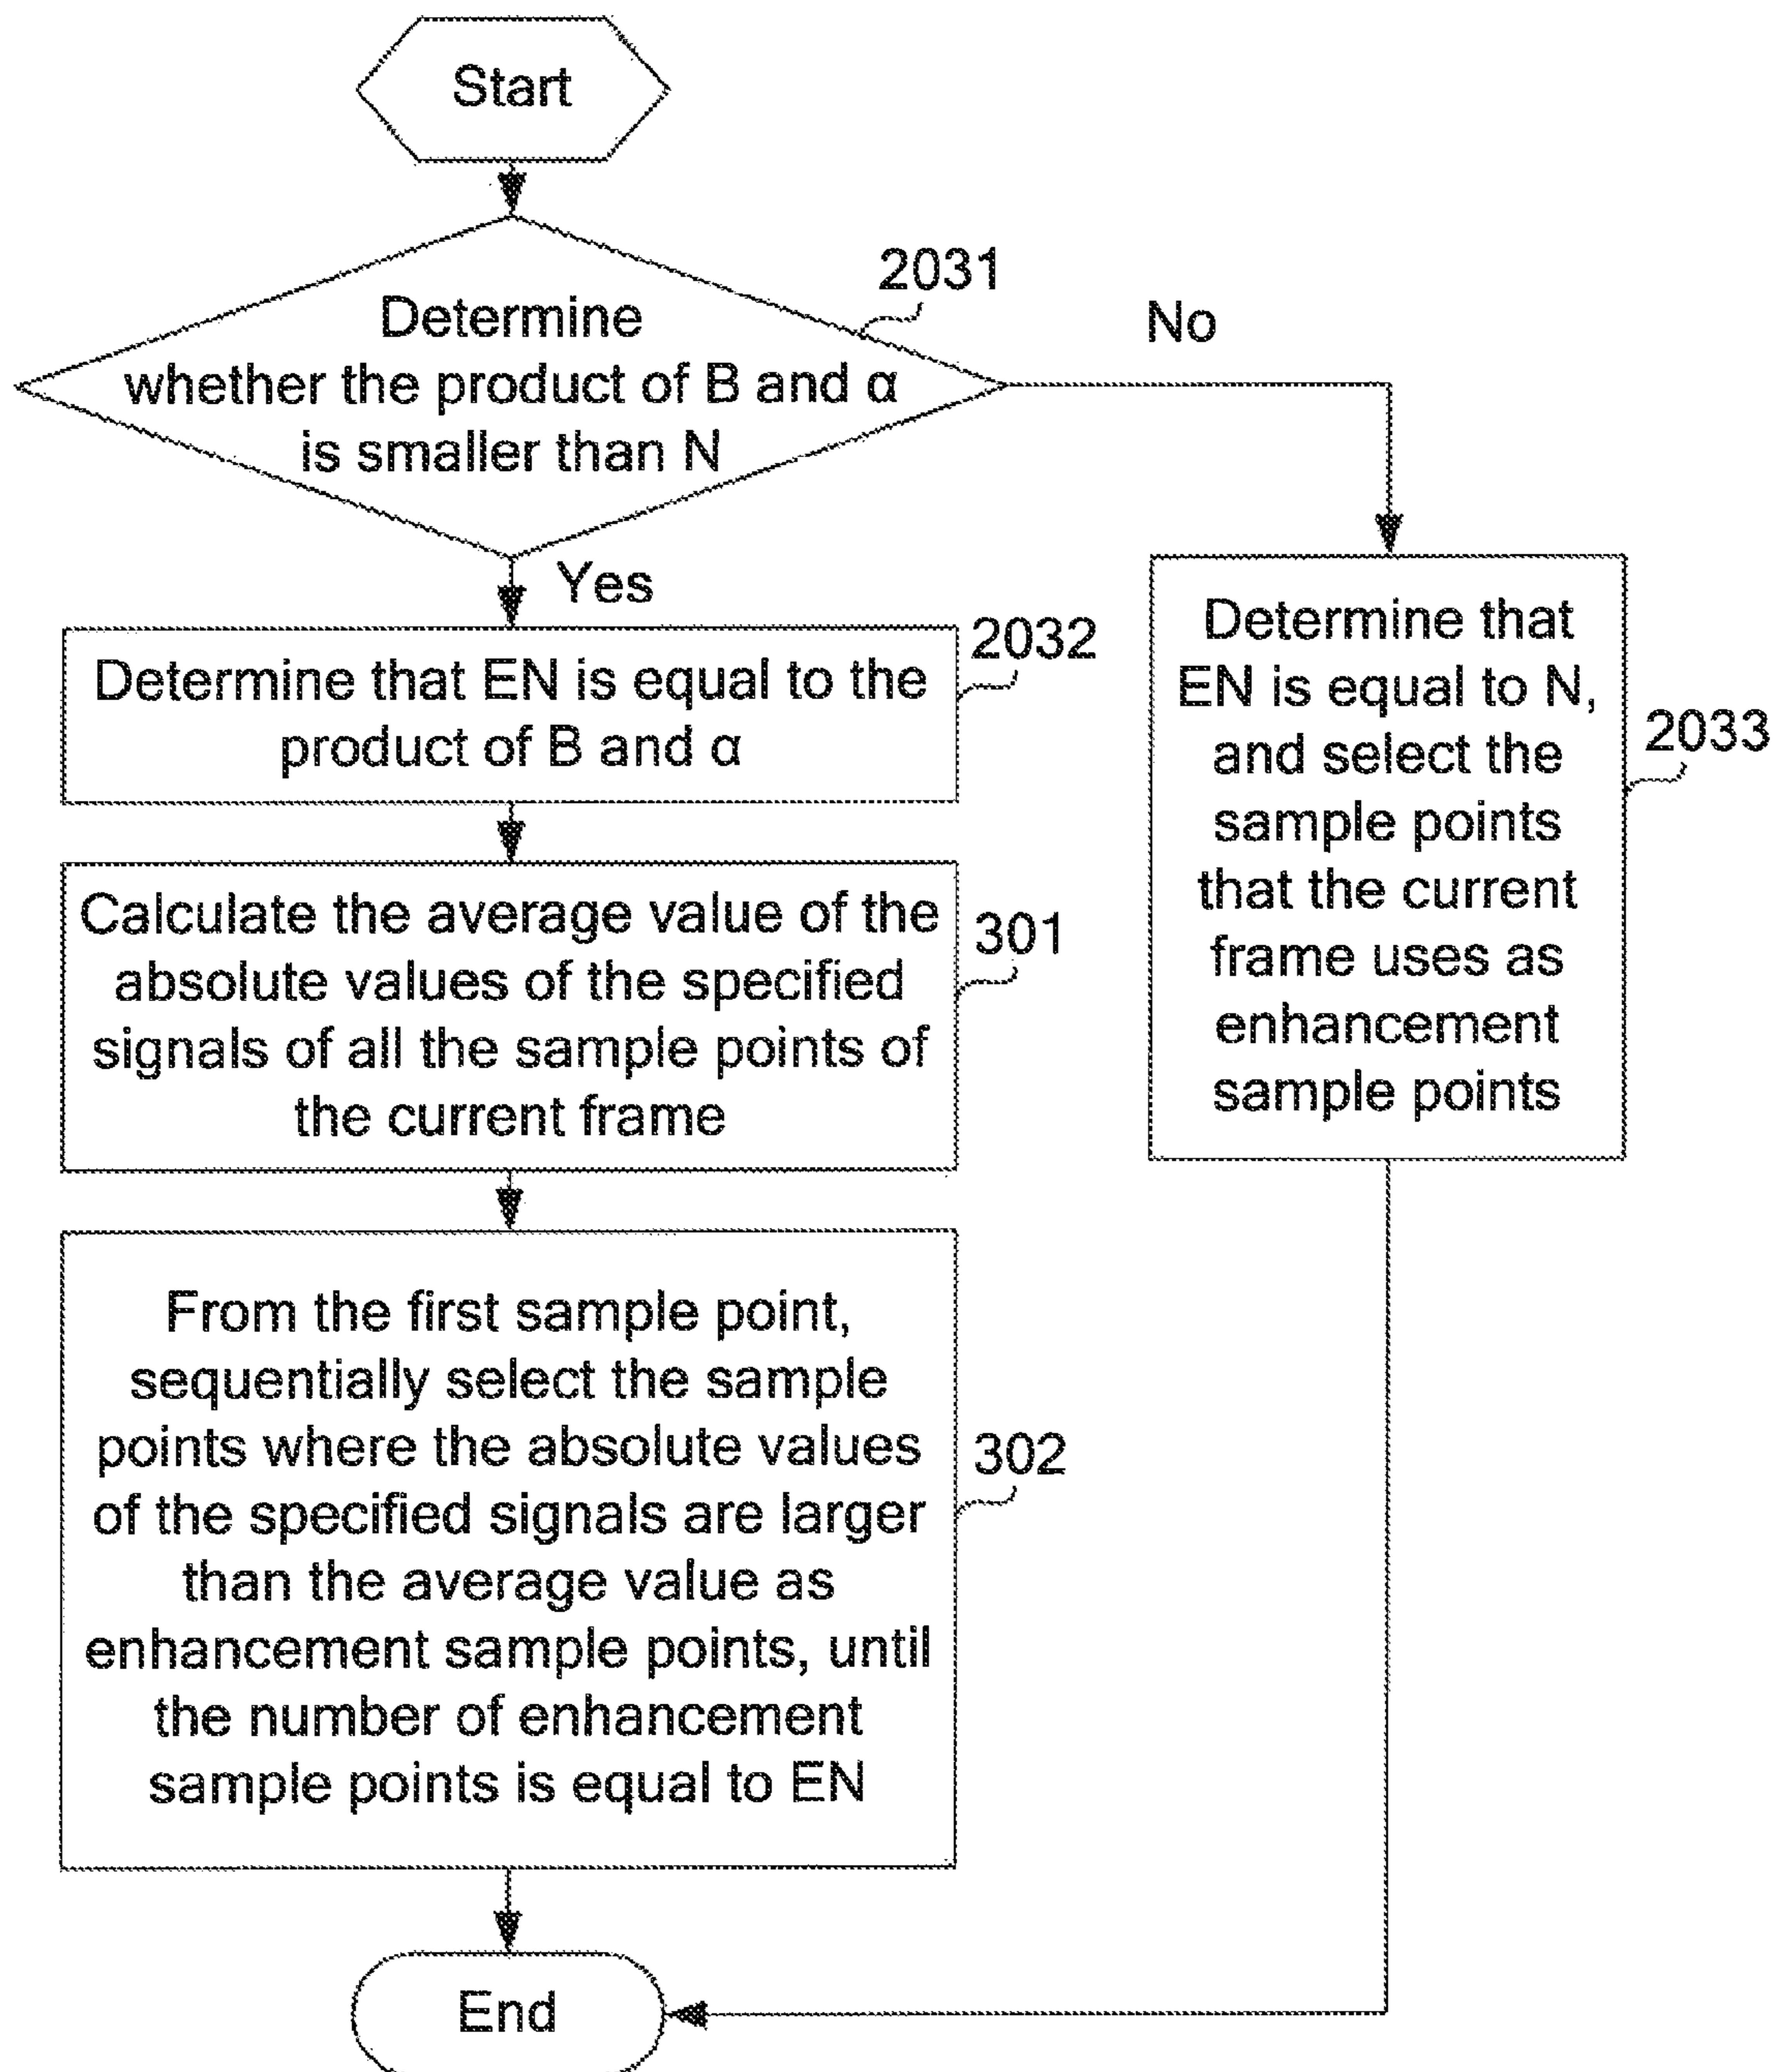 Start
2031
Determine
whether the product of B and α
is smaller than N
No
Yes
2032
Determine that EN is equal to the
product of B and α
Determine that
EN is equal to N,
and select the
sample points
that the current
frame uses as
enhancement
sample points
2033
Calculate the average value of the
absolute values of the specified
signals of all the sample points of
the current frame
301
From the first sample point,
sequentially select the sample
points where the absolute values
of the specified signals are larger
than the average value as
enhancement sample points, until
the number of enhancement
sample points is equal to EN
302
End